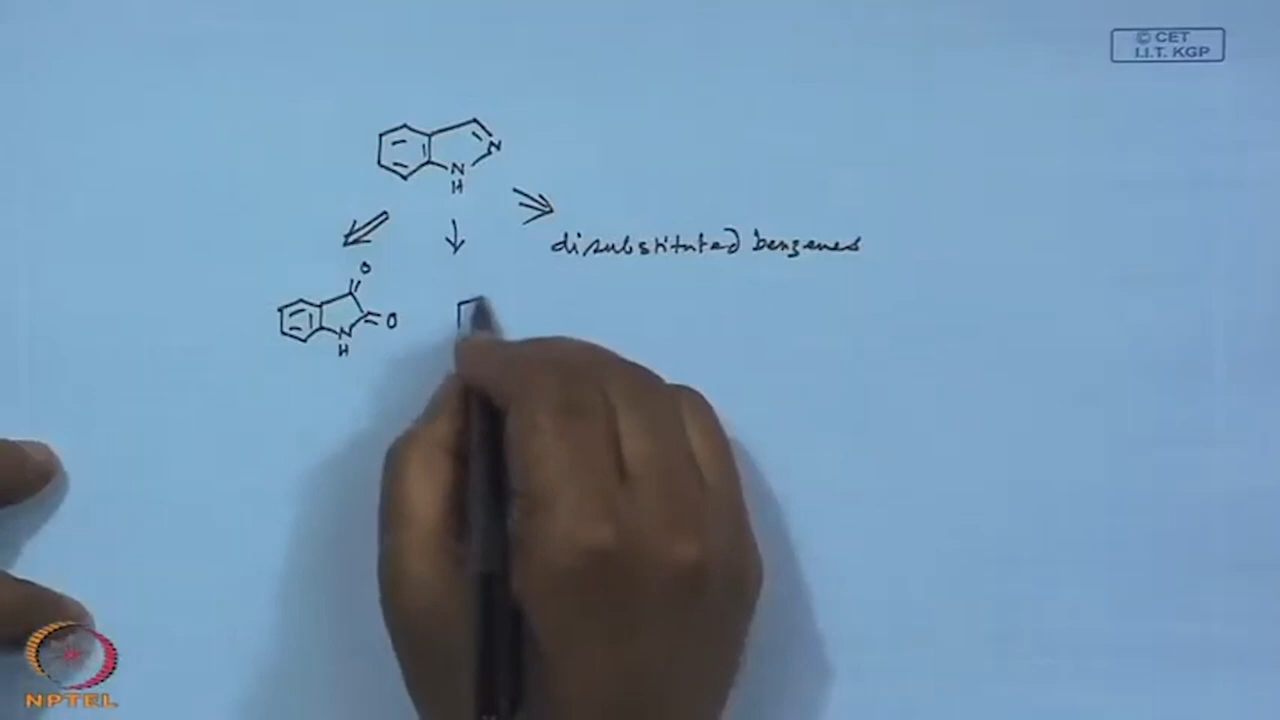 © CET
I.I.T. KGP
N
N
H
disubstituted benzenes
O
O
N
H
NPTEL